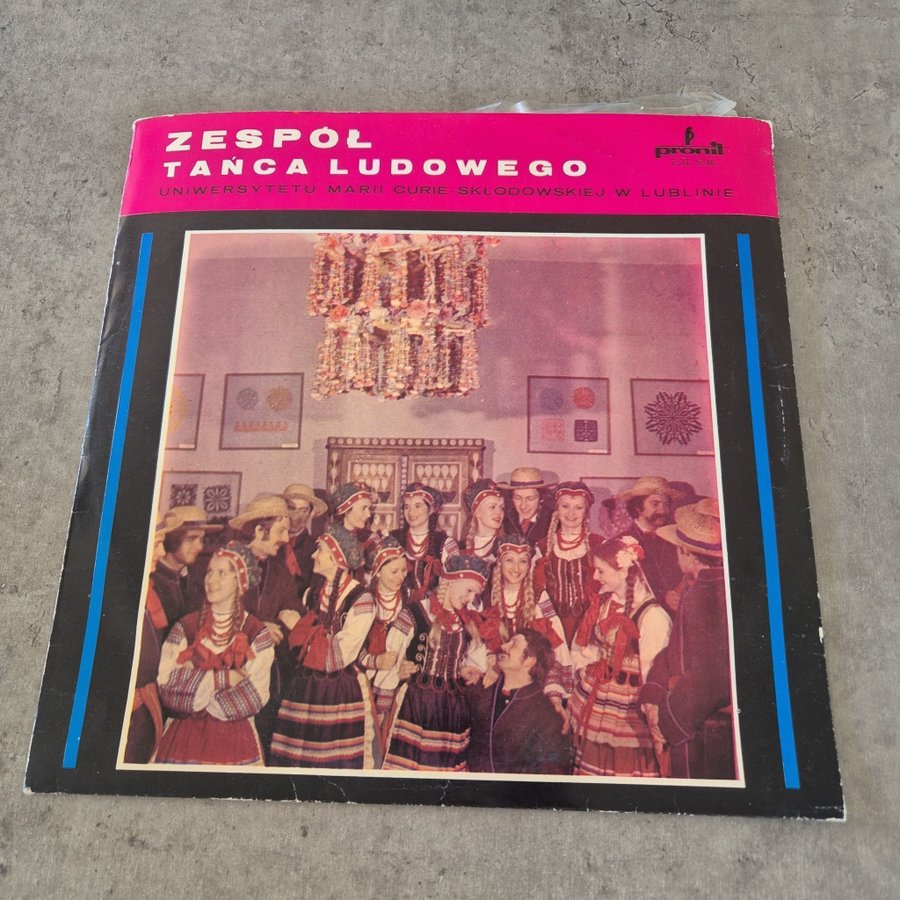 ZESPÓŁ
TAŃCA LUDOWEGO
UNIWERSYTETU MARII CURIE-SKŁODOWSKIEJ W LUBLINIE
pronit